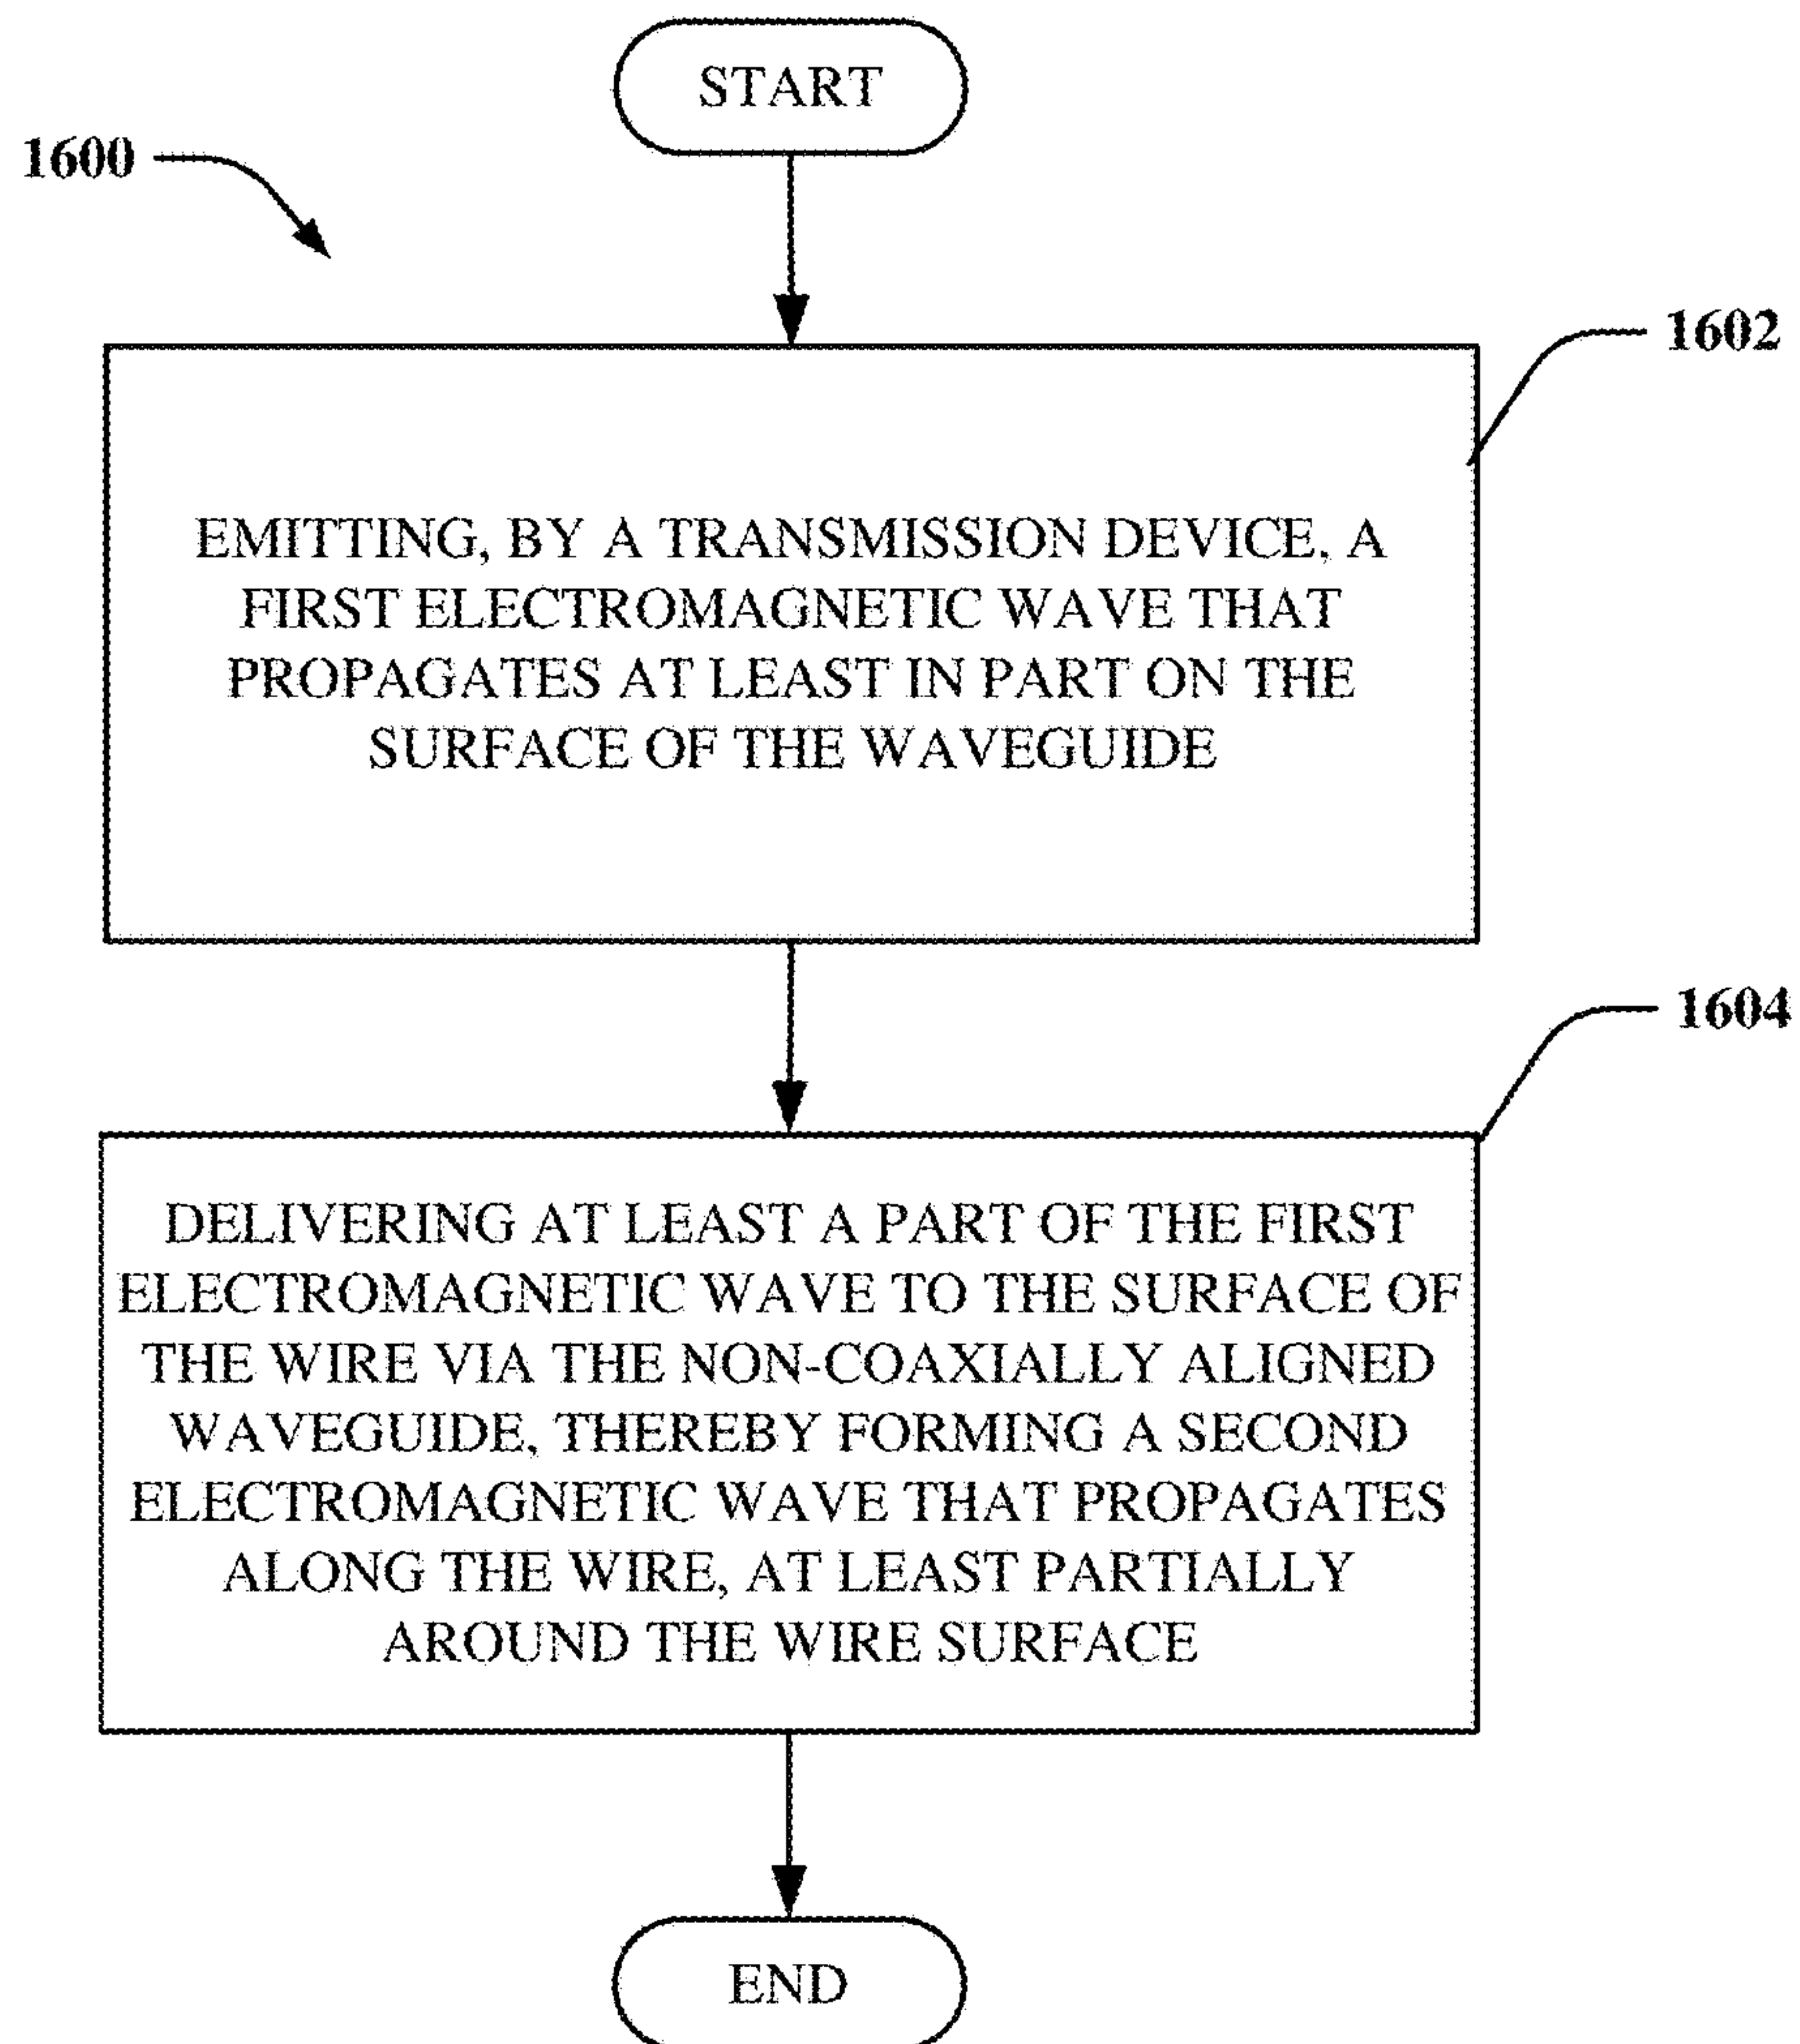 START
1600
1602
EMITTING, BY A TRANSMISSION DEVICE, A
FIRST ELECTROMAGNETIC WAVE THAT
PROPAGATES AT LEAST IN PART ON THE
SURFACE OF THE WAVEGUIDE
1604
DELIVERING AT LEAST A PART OF THE FIRST
ELECTROMAGNETIC WAVE TO THE SURFACE OF
THE WIRE VIA THE NON-COAXIALLY ALIGNED
WAVEGUIDE, THEREBY FORMING A SECOND
ELECTROMAGNETIC WAVE THAT PROPAGATES
ALONG THE WIRE, AT LEAST PARTIALLY
AROUND THE WIRE SURFACE
END